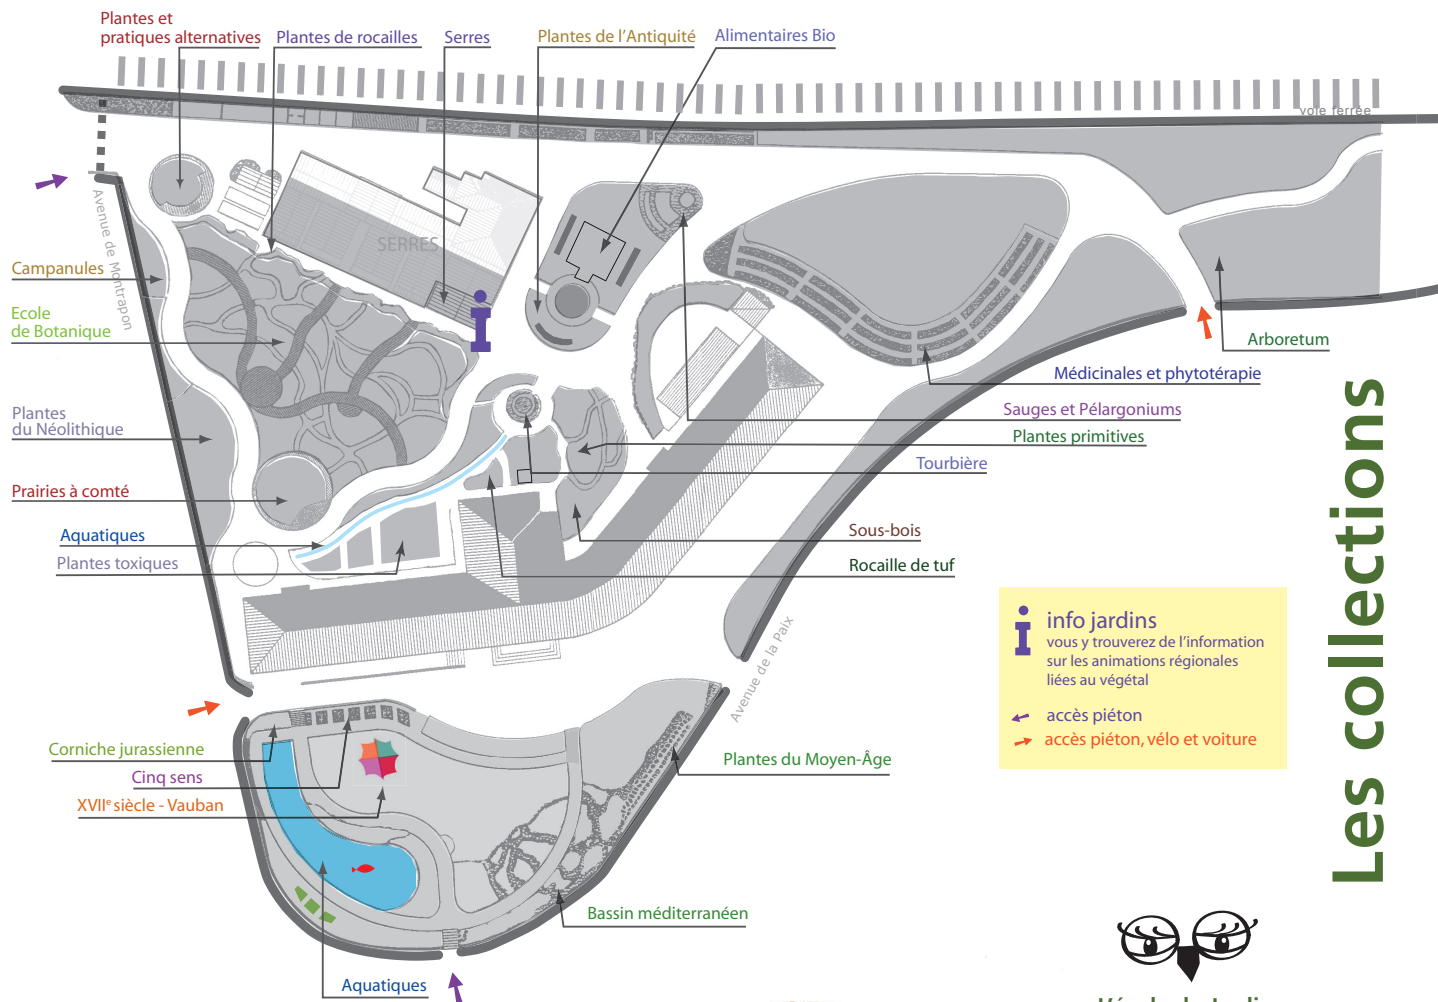 Plantes et
pratiques alternatives
Plantes de rocailles
Serres
Plantes de l'Antiquité
Alimentaires Bio
voie ferrée
Avenue de Montrapon
SERRES
Campanules
Ecole
de Botanique
Arboretum
Médicinales et phytotérapie
Plantes
du Néolithique
Sauges et Pélargoniums
Plantes primitives
Tourbière
Prairies à comté
Aquatiques
Plantes toxiques
Sous-bois
Rocaille de tuf
Les collections
info jardins
vous y trouverez de l'information
sur les animations régionales
liées au végétal
accès piéton
accès piéton, vélo et voiture
Avenue de la Paix
Corniche jurassienne
Cinq sens
XVIIe siècle - Vauban
Plantes du Moyen-Âge
Bassin méditerranéen
Aquatiques